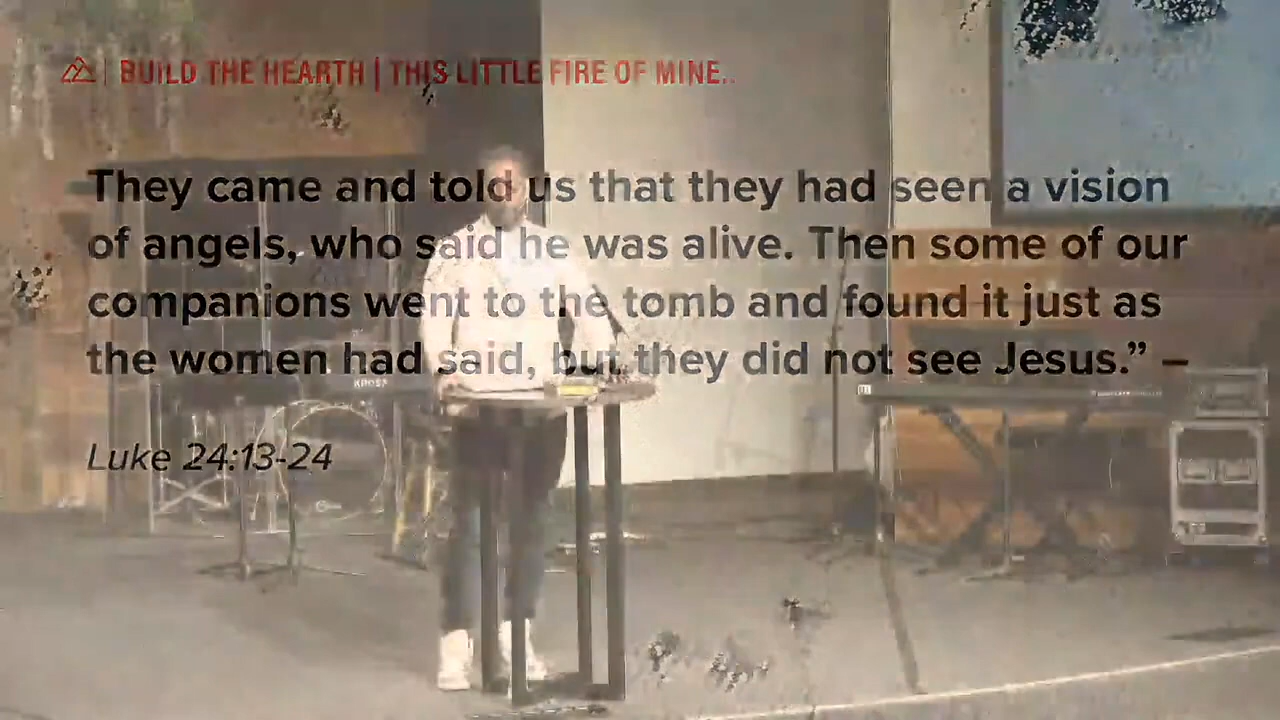 BUILD THE HEARTH | THIS LITTLE FIRE OF MINE..
They came and told us that they had seen a vision
of angels, who said he was alive. Then some of our
companions went to the tomb and found it just as
the women had said, but they did not see Jesus.” –
KROSS
Luke 24:13-24